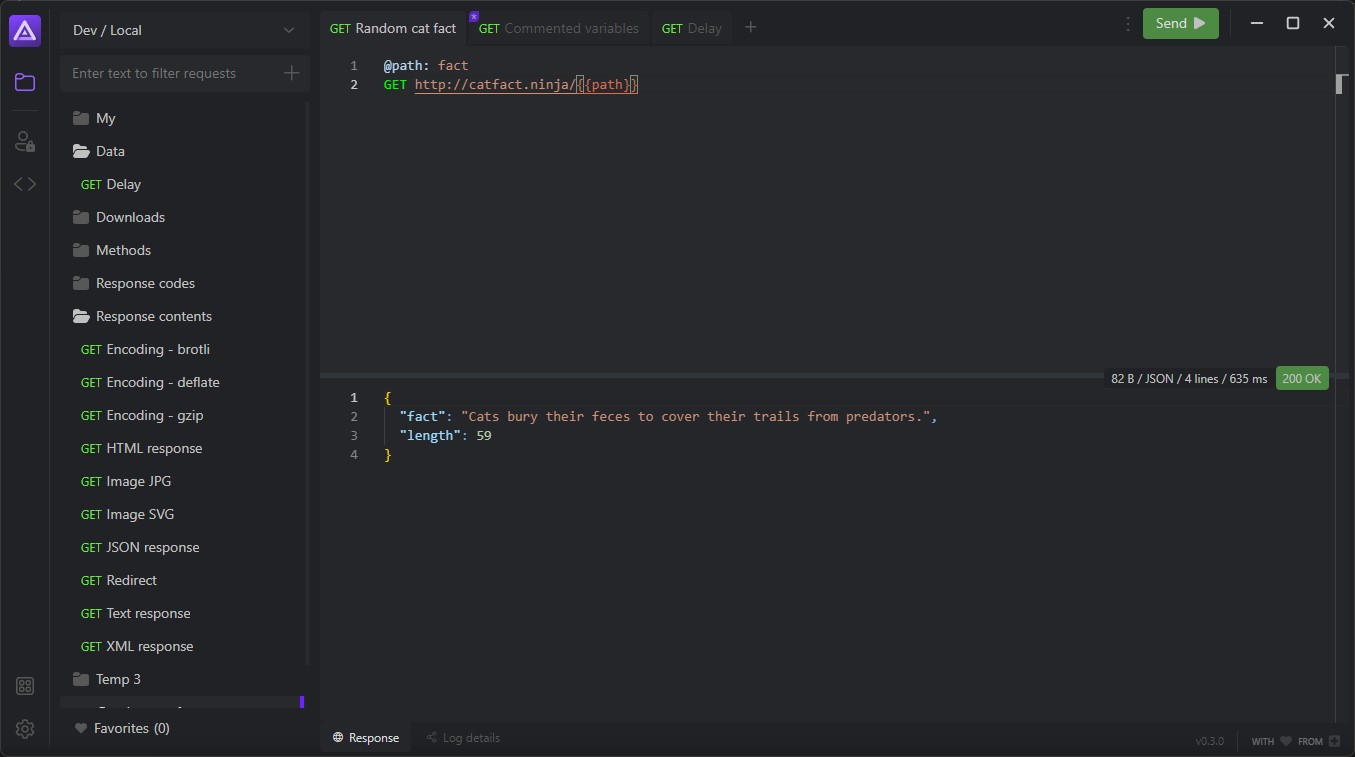 Dev / Local
Enter text to filter requests
My
Data
GET Delay
Downloads
Methods
Response codes
Response contents
GET Encoding - brotli
GET Encoding - deflate
GET Encoding - gzip
GET HTML response
GET Image JPG
GET Image SVG
GET JSON response
GET Redirect
GET Text response
GET XML response
Temp 3
Favorites (0)
GET Random cat fact
GET Commented variables
GET Delay
Send
1 @path: fact
2 GET http://catfact.ninja/{{path}}
82 B / JSON / 4 lines / 635 ms
200 OK
1 {
2 "fact": "Cats bury their feces to cover their trails from predators.",
3 "length": 59
4 }
Response
Log details
v0.3.0
WITH FROM